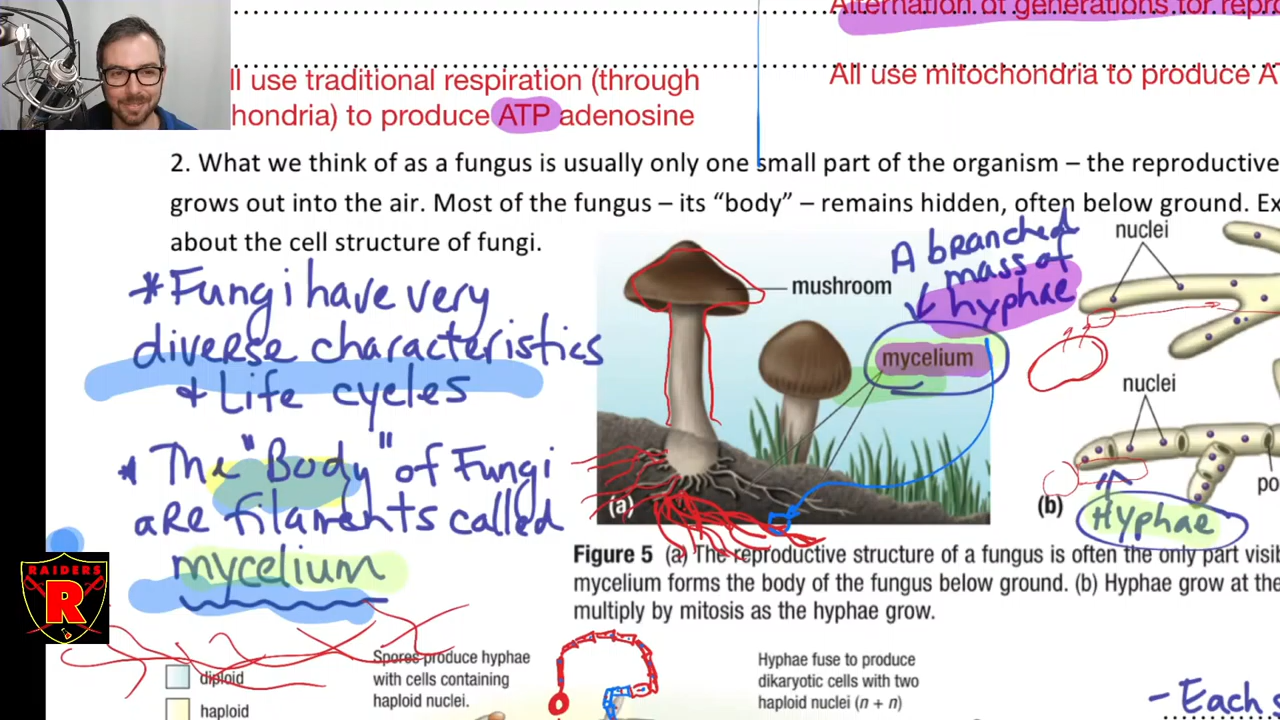 Alternation of generations for repro
ll use traditional respiration (through
hondria) to produce ATP adenosine
All use mitochondria to produce A
2. What we think of as a fungus is usually only one small part of the organism – the reproductive
grows out into the air. Most of the fungus – its “body” – remains hidden, often below ground. Ex
about the cell structure of fungi.
* Fungi have very
diverse characteristics
+ Life cycles
* The "Body" of Fungi
are filaments called
mycelium
A branched
mass of
hyphae
mushroom
mycelium
(a)
nuclei
nuclei
po
(b)
Hyphae
Figure 5 (a) The reproductive structure of a fungus is often the only part visi
mycelium forms the body of the fungus below ground. (b) Hyphae grow at the
multiply by mitosis as the hyphae grow.
RAIDERS
R
diploid
haploid
Spores produce hyphae
with cells containing
haploid nuclei.
Hyphae fuse to produce
dikaryotic cells with two
haploid nuclei (n + n)
- Each s